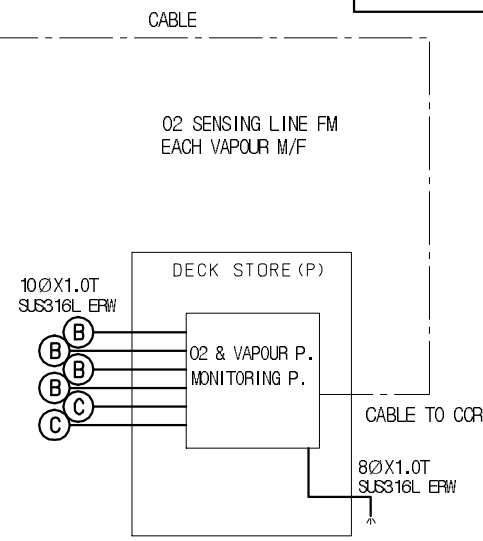 CABLE
O2 SENSING LINE FM
EACH VAPOUR M/F
DECK STORE(P)
10ØX1.0T
SUS316L ERW
B
B
B
B
C
C
O2 & VAPOUR P.
MONITORING P.
CABLE TO CCR
8ØX1.0T
SUS316L ERW